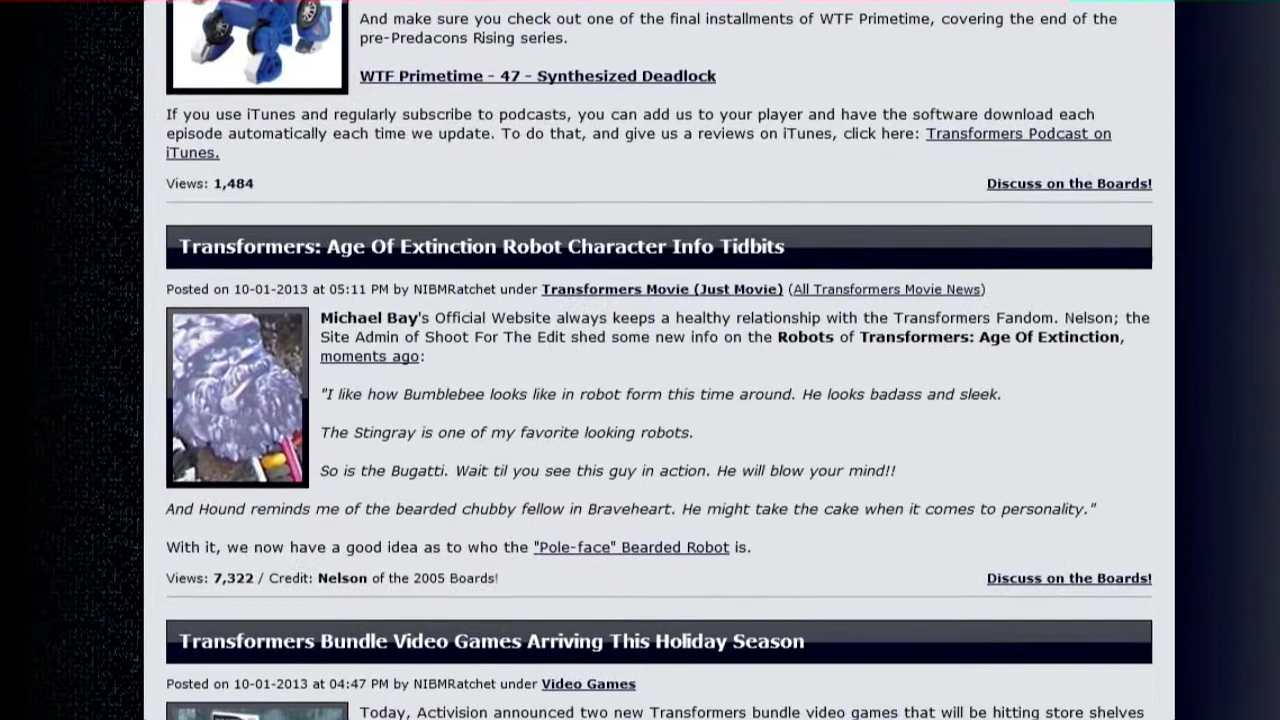 And make sure you check out one of the final installments of WTF Primetime, covering the end of the
pre-Predacons Rising series.
WTF Primetime - 47 - Synthesized Deadlock
If you use iTunes and regularly subscribe to podcasts, you can add us to your player and have the software download each
episode automatically each time we update. To do that, and give us a reviews on iTunes, click here: Transformers Podcast on
iTunes.
Views: 1,484 Discuss on the Boards!
Transformers: Age Of Extinction Robot Character Info Tidbits
Posted on 10-01-2013 at 05:11 PM by NIBMRatchet under Transformers Movie (Just Movie) (All Transformers Movie News)
Michael Bay's Official Website always keeps a healthy relationship with the Transformers Fandom. Nelson; the
Site Admin of Shoot For The Edit shed some new info on the Robots of Transformers: Age Of Extinction,
moments ago:
"I like how Bumblebee looks like in robot form this time around. He looks badass and sleek.
The Stingray is one of my favorite looking robots.
So is the Bugatti. Wait til you see this guy in action. He will blow your mind!!
And Hound reminds me of the bearded chubby fellow in Braveheart. He might take the cake when it comes to personality."
With it, we now have a good idea as to who the "Pole-face" Bearded Robot is.
Views: 7,322 / Credit: Nelson of the 2005 Boards! Discuss on the Boards!
Transformers Bundle Video Games Arriving This Holiday Season
Posted on 10-01-2013 at 04:47 PM by NIBMRatchet under Video Games
Today, Activision announced two new Transformers bundle video games that will be hitting store shelves